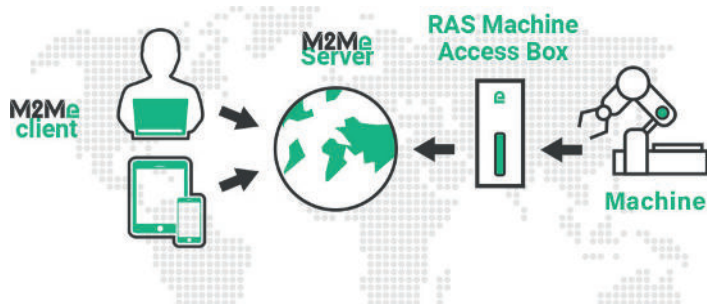 M2Me
client
M2Me
Server
RAS Machine
Access Box
Machine